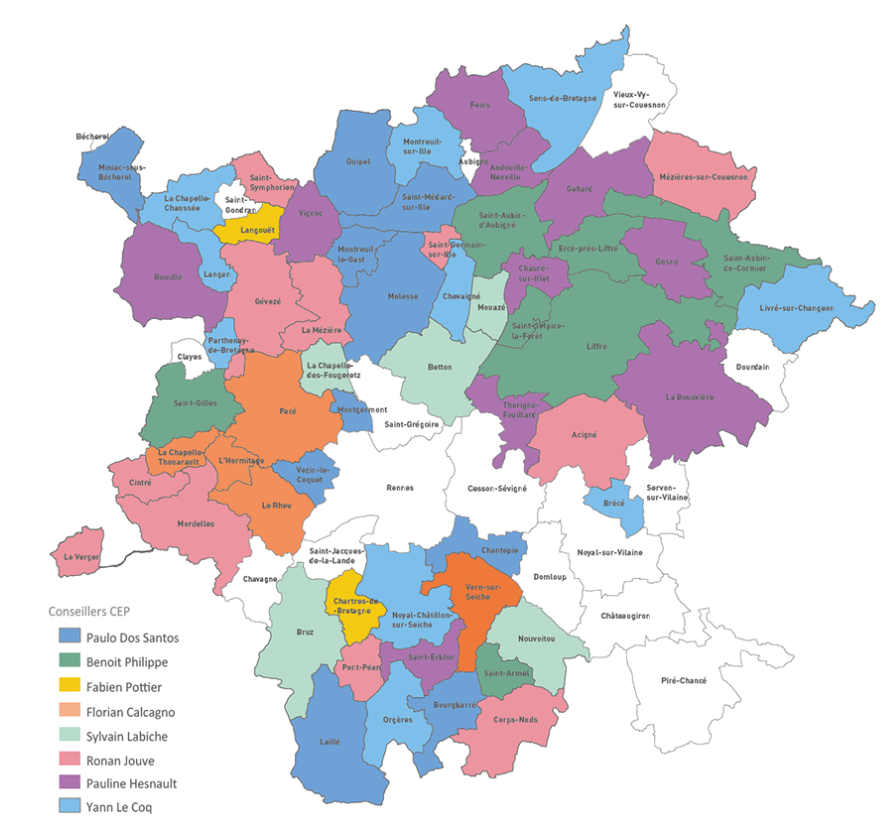 Sens-de-Bretagne
Vieux-Vy-
sur-Couesnon
Feins
Bécherel
Miniac-sous-
Bécherel
Montreuil-
sur-Ille
Guipel
Aubigné
Andouillé-
Neuville
Mézières-sur-Couesnon
Saint-
Symphorien
Gahard
La Chapelle-
Chaussée
Saint-
Gondran
Saint-Médard-
sur-Ille
Vignoc
Saint-Aubin-
d'Aubigné
Langouët
Montreuil-
le-Gast
Saint-Germain-
sur-Ille
Ercé-près-Liffré
Gosné
Saint-Aubin-
du-Cormier
Romillé
Langan
Chasné-
sur-Illet
Gévezé
Melesse
Chevaigné
Mouazé
Livré-sur-Changeon
La Mézière
Saint-Sulpice-
la-Forêt
Parthenay-
de-Bretagne
Liffré
Clayes
La Chapelle-
des-Fougeretz
Betton
Dourdain
Saint-Gilles
Pacé
Montgermont
Saint-Grégoire
Thorigné-
Fouillard
La Bouëxière
Acigné
La Chapelle-
Thouarault
L'Hermitage
Vezin-le-
Coquet
Cintré
Rennes
Cesson-Sévigné
Servon-
sur-Vilaine
Brécé
Le Rheu
Mordelles
Le Verger
Saint-Jacques-
de-la-Lande
Chantepie
Noyal-sur-Vilaine
Chavagne
Domloup
Vern-sur-
Seiche
Chartres-de-
-Bretagne
Noyal-Châtillon-
sur-Seiche
Châteaugiron
Bruz
Nouvoitou
Saint-Erblon
Pont-Péan
Saint-Armel
Piré-Chancé
Bourgbarré
Orgères
Corps-Nuds
Laillé
Conseillers CEP
Paulo Dos Santos
Benoit Philippe
Fabien Pottier
Florian Calcagno
Sylvain Labiche
Ronan Jouve
Pauline Hesnault
Yann Le Coq